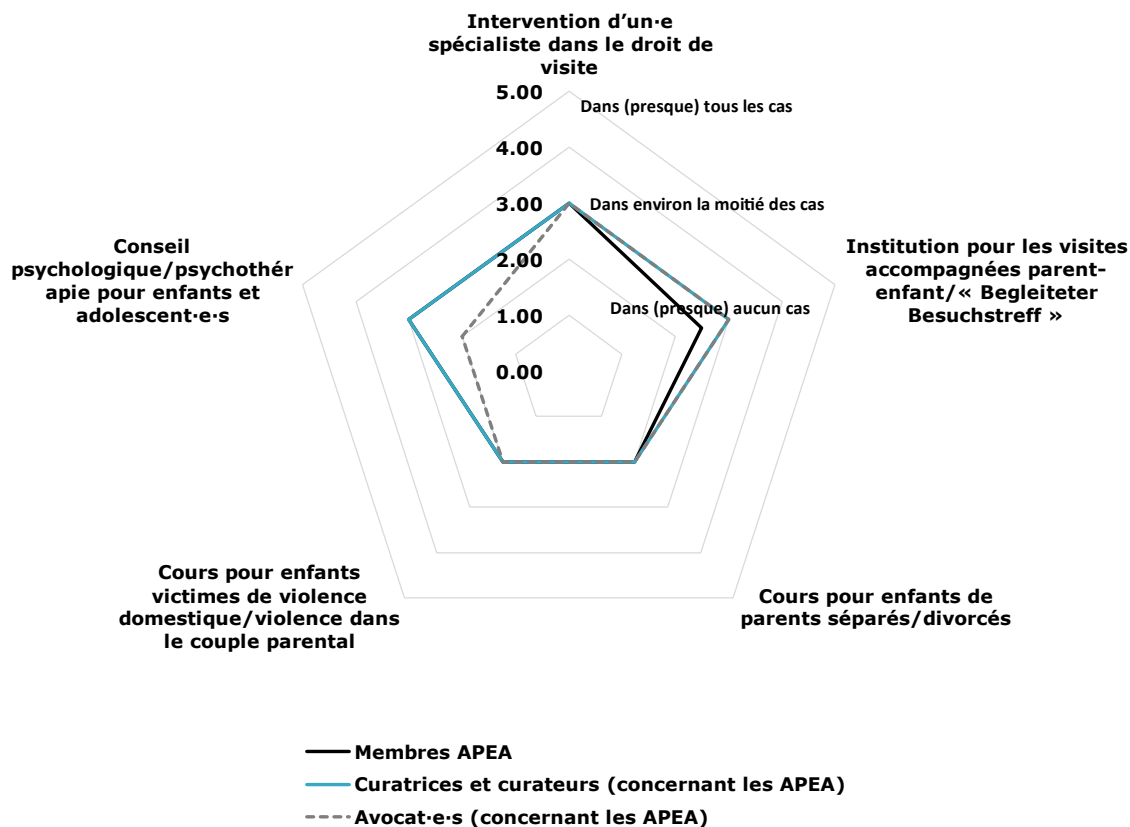 Intervention d’un·e
spécialiste dans le droit de
visite
5.00
Dans (presque) tous les cas
4.00
3.00
Dans environ la moitié des cas
2.00
Dans (presque) aucun cas
1.00
0.00
Institution pour les visites
accompagnées parent-
enfant/« Begleiteter
Besuchstreff »
Cours pour enfants de
parents séparés/divorcés
Cours pour enfants
victimes de violence
domestique/violence dans
le couple parental
Conseil
psychologique/psychothér
apie pour enfants et
adolescent·e·s
Membres APEA
Curatrices et curateurs (concernant les APEA)
Avocat·e·s (concernant les APEA)